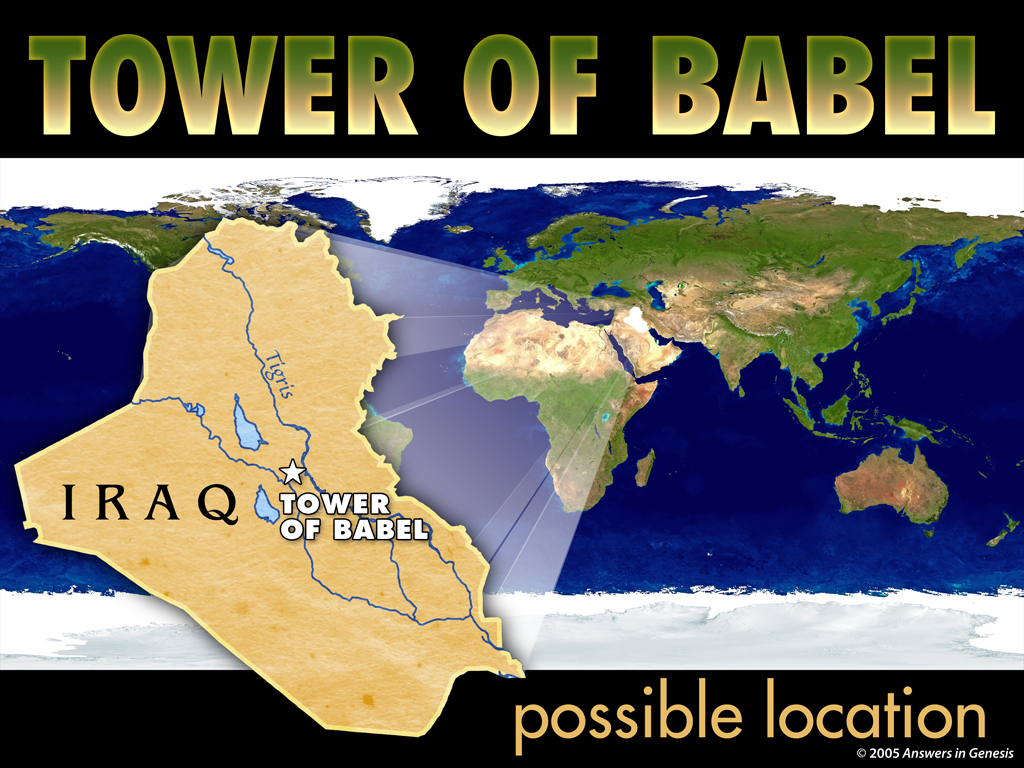 TOWER OF BABEL
Tigris
IRAQ
TOWER
OF BABEL
possible location
© 2005 Answers in Genesis